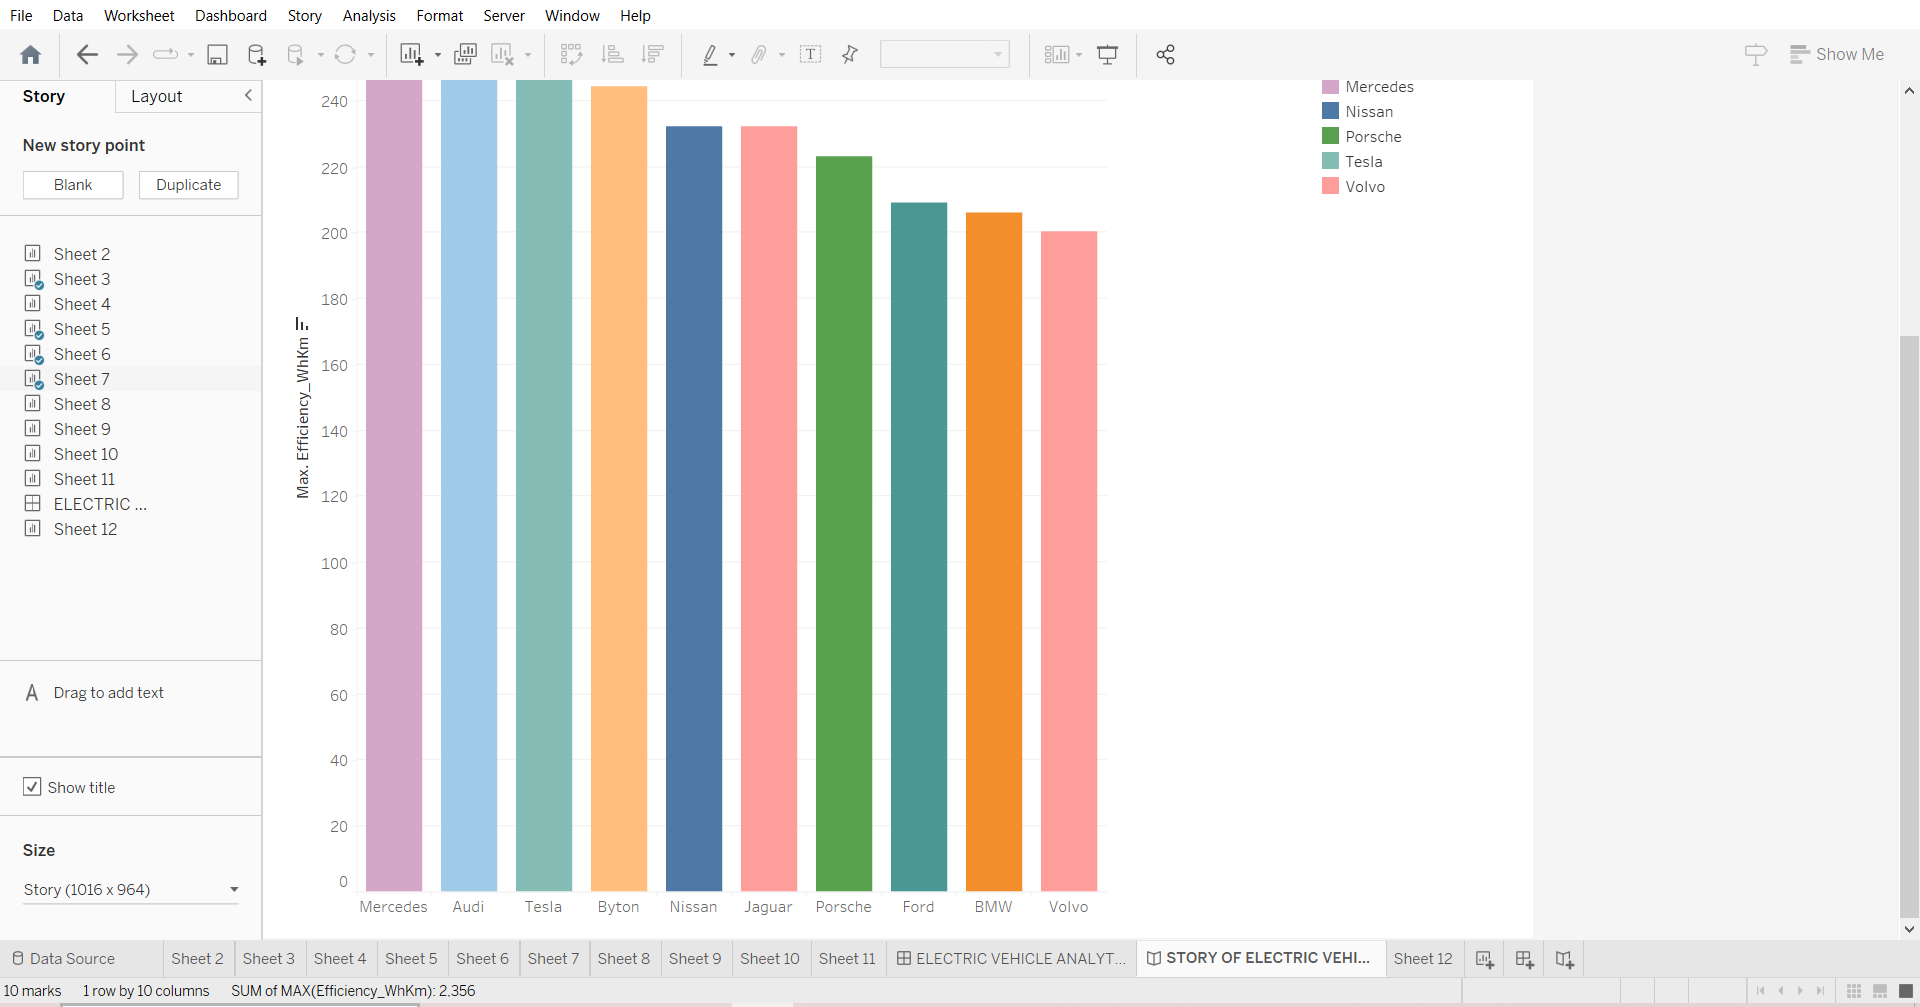 File Data Worksheet Dashboard Story Analysis Format Server Window Help
T
Show Me
Story Layout
New story point
Blank Duplicate
Sheet 2
Sheet 3
Sheet 4
Sheet 5
Sheet 6
Sheet 7
Sheet 8
Sheet 9
Sheet 10
Sheet 11
ELECTRIC ...
Sheet 12
A Drag to add text
Show title
Size
Story (1016 x 964)
Max. Efficiency_WhKm
240
220
200
180
160
140
120
100
80
60
40
20
0
Mercedes Audi Tesla Byton Nissan Jaguar Porsche Ford BMW Volvo
Mercedes
Nissan
Porsche
Tesla
Volvo
Data Source Sheet 2 Sheet 3 Sheet 4 Sheet 5 Sheet 6 Sheet 7 Sheet 8 Sheet 9 Sheet 10 Sheet 11 ELECTRIC VEHICLE ANALYT... STORY OF ELECTRIC VEHI... Sheet 12
10 marks 1 row by 10 columns SUM of MAX(Efficiency_WhKm): 2,356